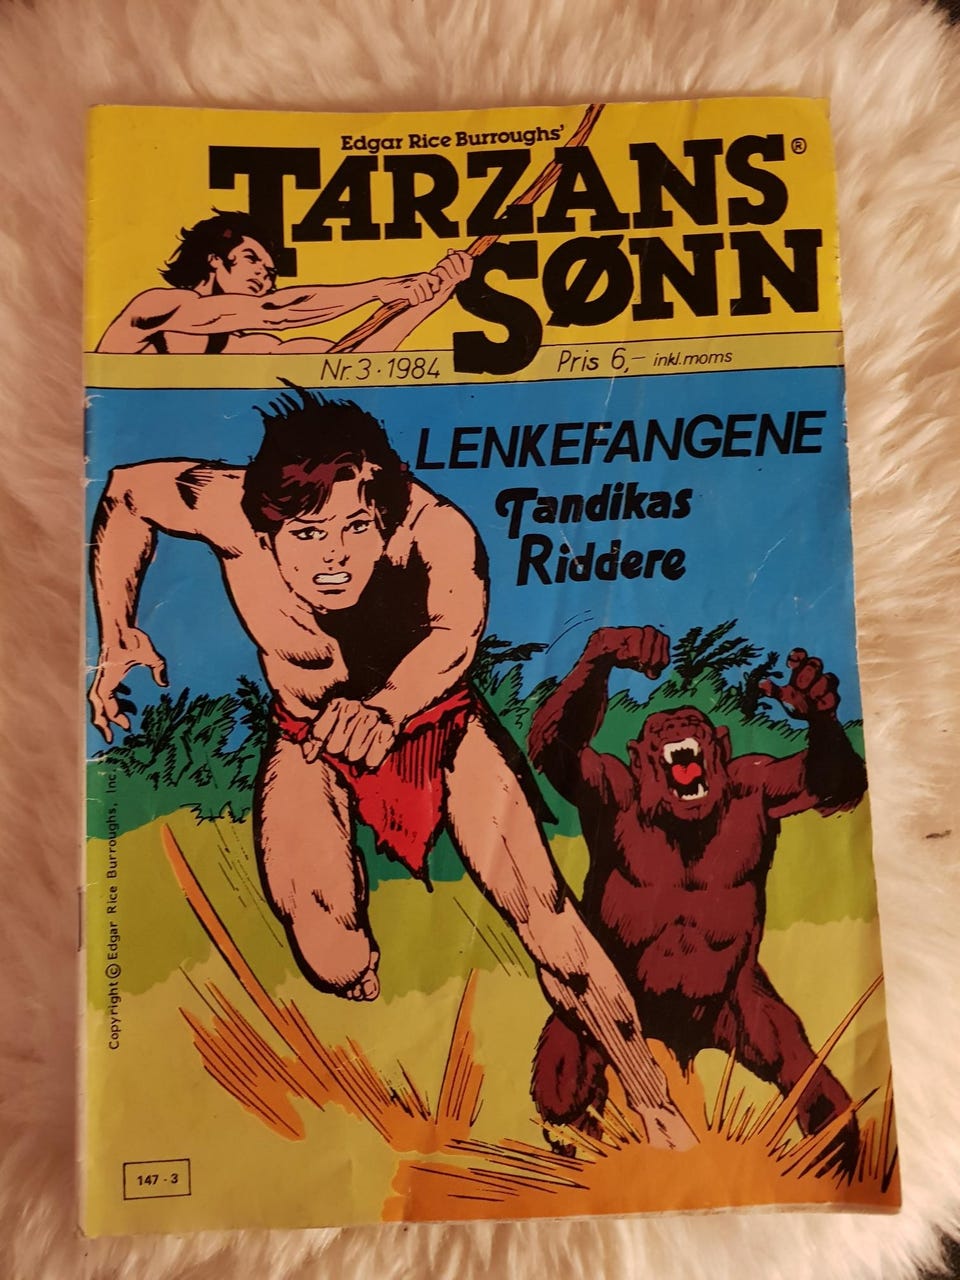 Edgar Rice Burroughs'
TARZANS®
SØNN
Nr. 3 · 1984
Pris 6,- inkl. moms
LENKEFANGENE
Tandikas
Riddere
Copyright © Edgar Rice Burroughs, Inc.
147 - 3